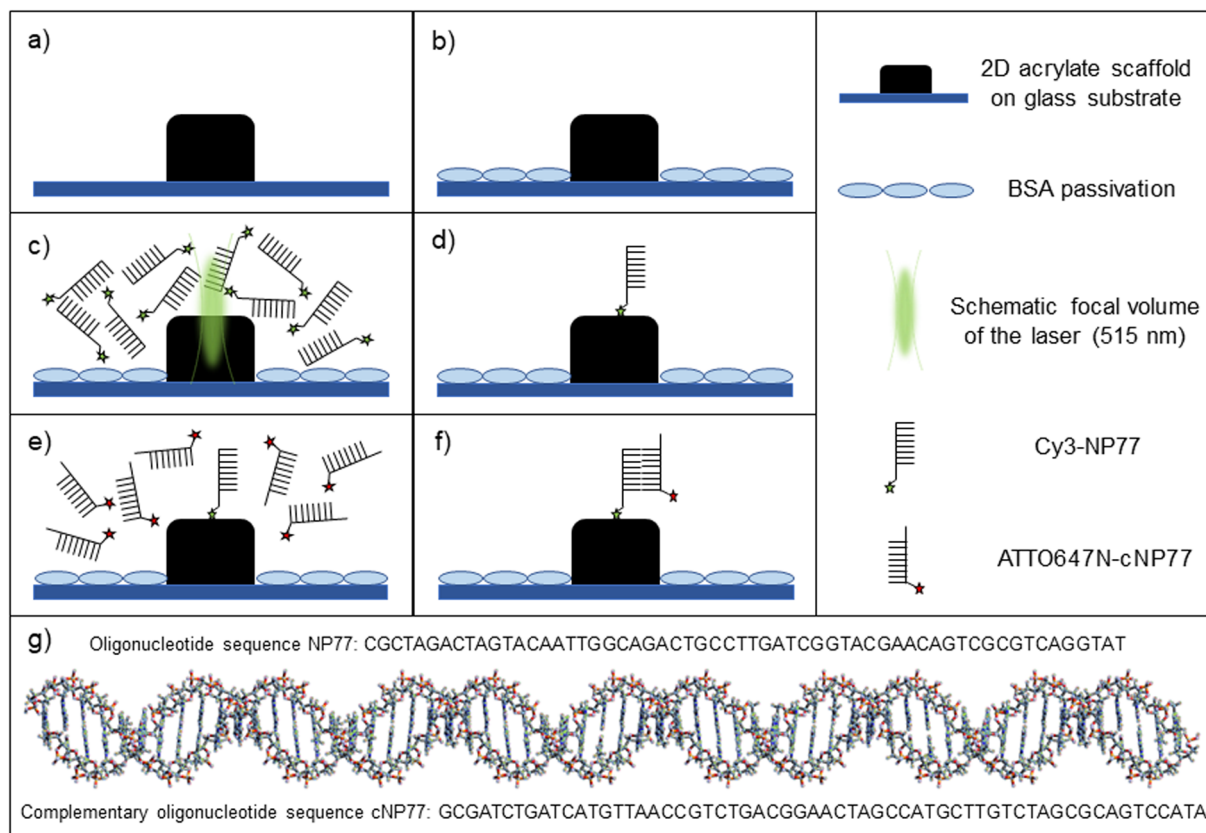 a)
b)
2D acrylate scaffold
on glass substrate
BSA passivation
c)
d)
Schematic focal volume
of the laser (515 nm)
e)
f)
Cy3-NP77
ATTO647N-cNP77
g)
Oligonucleotide sequence NP77: CGCTAGACTAGTACAATTGGCAGACTGCCTTGATCGGTACGAACAGTCGCGTCAGGTAT
Complementary oligonucleotide sequence cNP77: GCGATCTGATCATGTTAACCGTCTGACGGAACTAGCCATGCTTGTCTAGCGCAGTCCATA